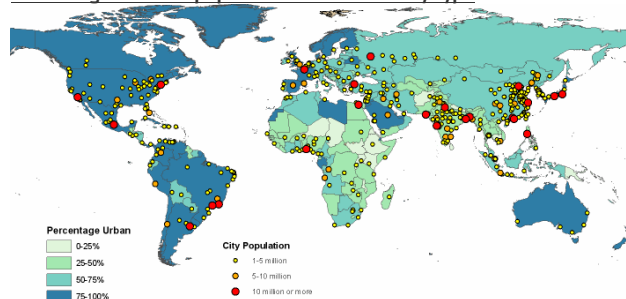 Percentage Urban
0-25%
25-50%
50-75%
75-100%
City Population
1-5 million
5-10 million
10 million or more